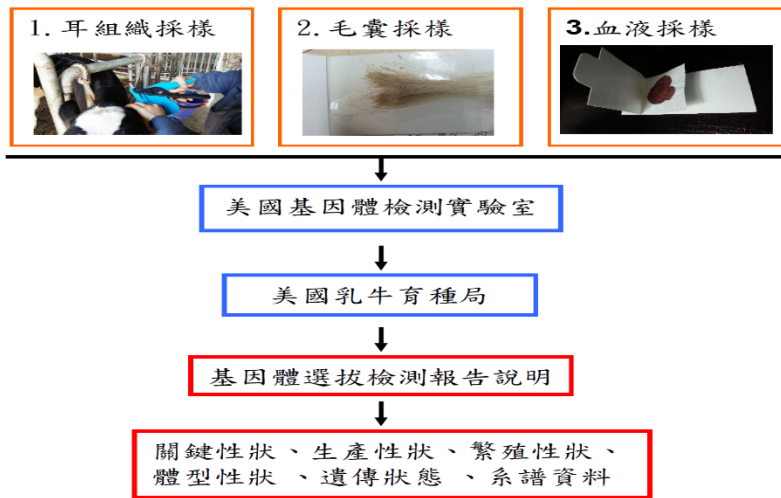 1. 耳組織採樣
2. 毛囊採樣
3.血液採樣
美國基因體檢測實驗室
美國乳牛育種局
基因體選拔檢測報告說明
關鍵性狀、生產性狀、繁殖性狀、
體型性狀、遺傳狀態、系譜資料